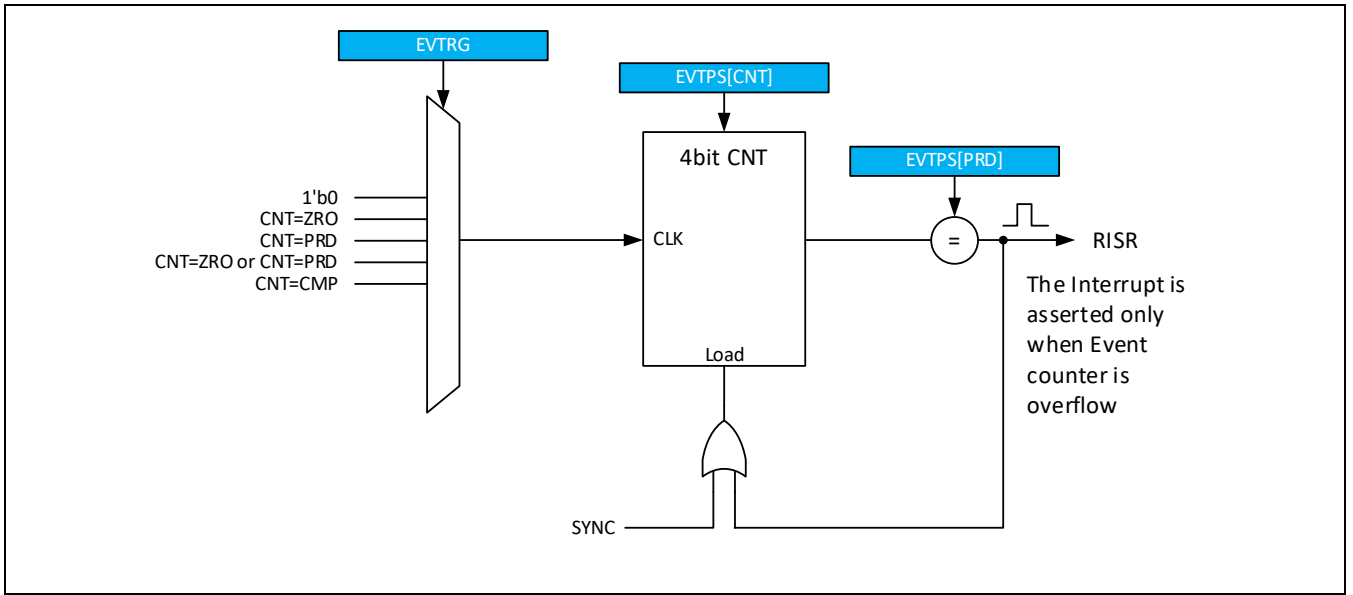 EVTRG
EVTPS[CNT]
4bit CNT
EVTPS[PRD]
1'b0
CNT=ZRO
CNT=PRD
CNT=ZRO or CNT=PRD
CNT=CMP
CLK
=
RISR
The Interrupt is
asserted only
when Event
counter is
overflow
Load
SYNC